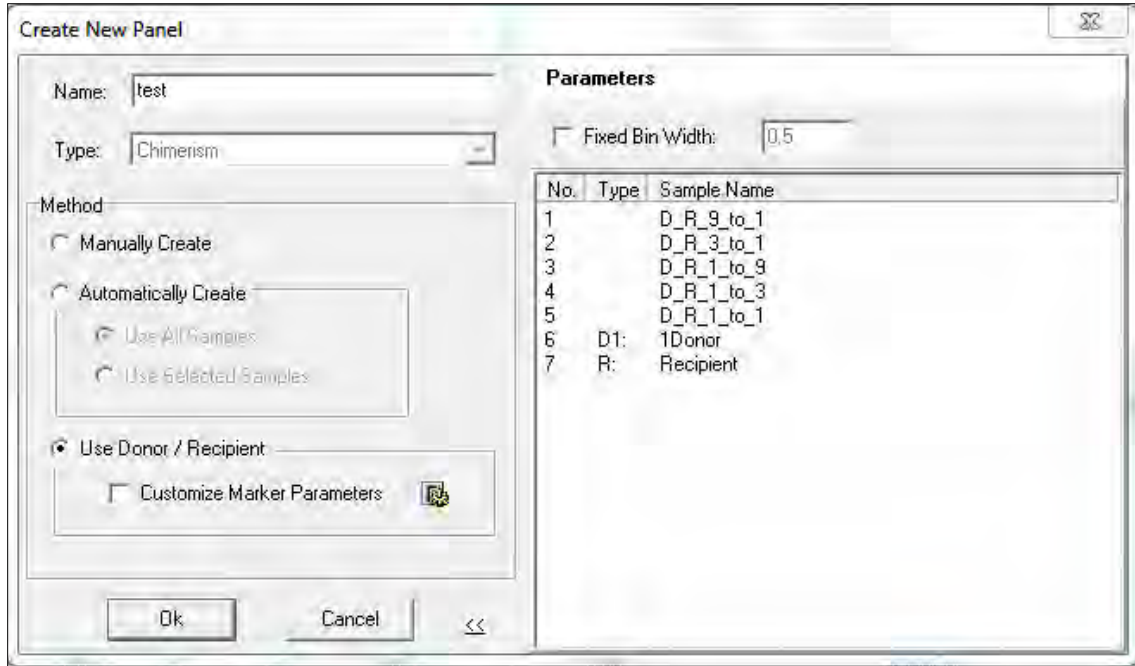 Create New Panel
Name: test
Type: Chimerism
Method
Manually Create
Automatically Create
Use All Samples
Use Selected Samples
Use Donor / Recipient
Customize Marker Parameters
Ok Cancel <<
Parameters
Fixed Bin Width: 0.5
No. Type Sample Name
1 D_R_9_to_1
2 D_R_3_to_1
3 D_R_1_to_9
4 D_R_1_to_3
5 D_R_1_to_1
6 D1: 1Donor
7 R: Recipient